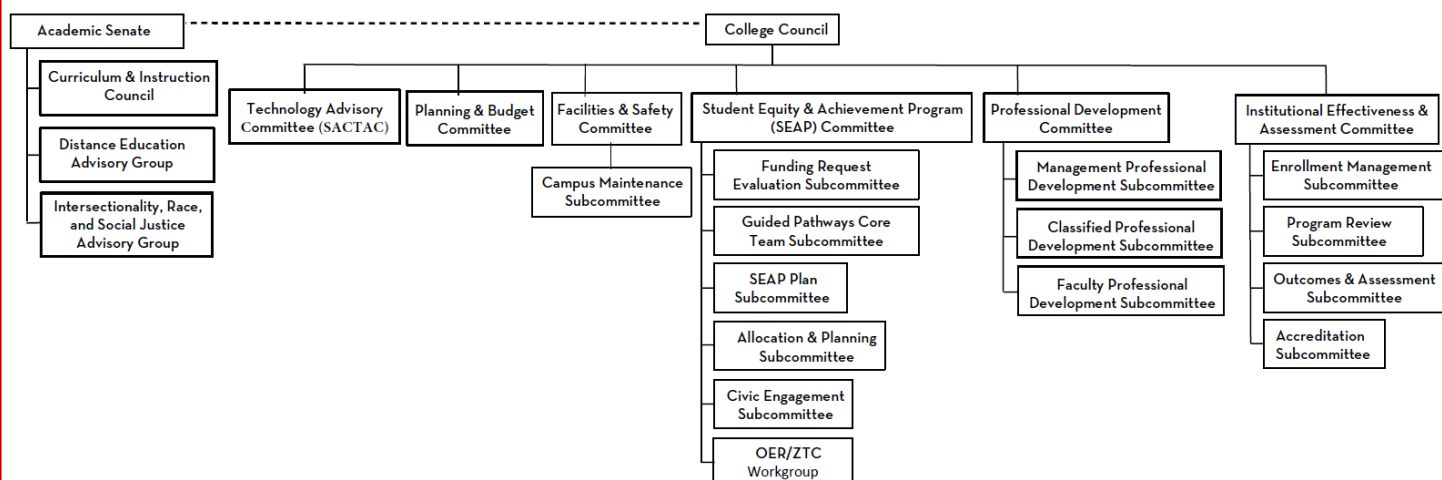 Academic Senate
College Council
Curriculum & Instruction
Council
Distance Education
Advisory Group
Intersectionality, Race,
and Social Justice
Advisory Group
Technology Advisory
Committee (SACTAC)
Planning & Budget
Committee
Facilities & Safety
Committee
Campus Maintenance
Subcommittee
Student Equity & Achievement Program
(SEAP) Committee
Funding Request
Evaluation Subcommittee
Guided Pathways Core
Team Subcommittee
SEAP Plan
Subcommittee
Allocation & Planning
Subcommittee
Civic Engagement
Subcommittee
OER/ZTC
Workgroup
Professional Development
Committee
Management Professional
Development Subcommittee
Classified Professional
Development Subcommittee
Faculty Professional
Development Subcommittee
Institutional Effectiveness &
Assessment Committee
Enrollment Management
Subcommittee
Program Review
Subcommittee
Outcomes & Assessment
Subcommittee
Accreditation
Subcommittee